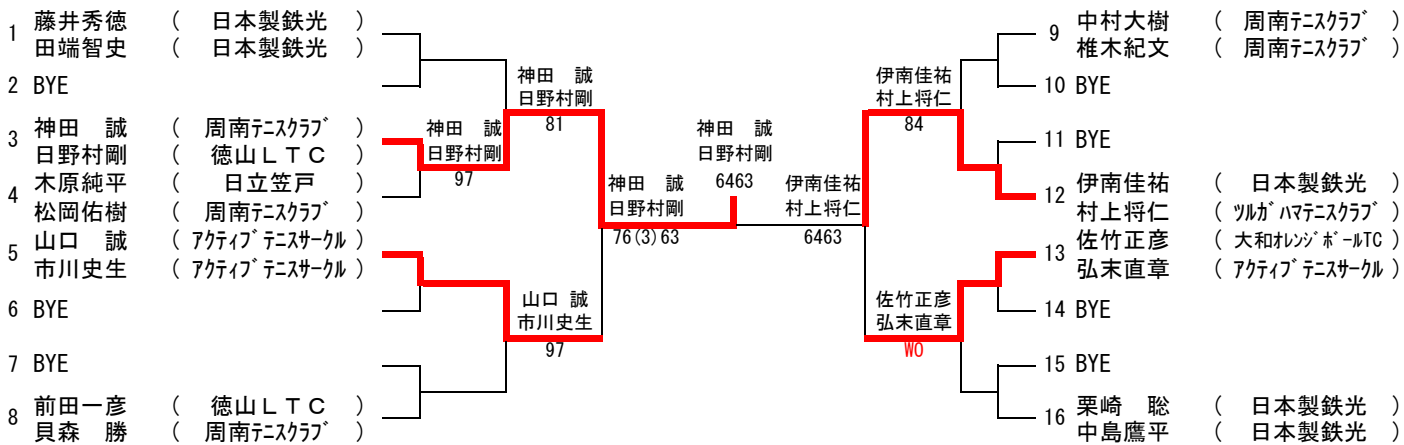 1 藤井秀徳 ( 日本製鉄光 )
田端智史 ( 日本製鉄光 )
2 BYE
3 神田 誠 ( 周南テニスクラブ )
日野村剛 ( 徳山LTC )
4 木原純平 ( 日立笠戸 )
松岡佑樹 ( 周南テニスクラブ )
5 山口 誠 ( アクティブテニスサークル )
市川史生 ( アクティブテニスサークル )
6 BYE
7 BYE
8 前田一彦 ( 徳山LTC )
貝森 勝 ( 周南テニスクラブ )
神田 誠
日野村剛
97
神田 誠
日野村剛
81
山口 誠
市川史生
97
神田 誠
日野村剛
76(3)63
神田 誠
日野村剛
6463
伊南佳祐
村上将仁
6463
伊南佳祐
村上将仁
84
佐竹正彦
弘末直章
WO
9 中村大樹 ( 周南テニスクラブ )
椎木紀文 ( 周南テニスクラブ )
10 BYE
11 BYE
12 伊南佳祐 ( 日本製鉄光 )
村上将仁 ( ツルガハマテニスクラブ )
13 佐竹正彦 ( 大和オレンジボールTC )
弘末直章 ( アクティブテニスサークル )
14 BYE
15 BYE
16 栗崎 聡 ( 日本製鉄光 )
中島鷹平 ( 日本製鉄光 )